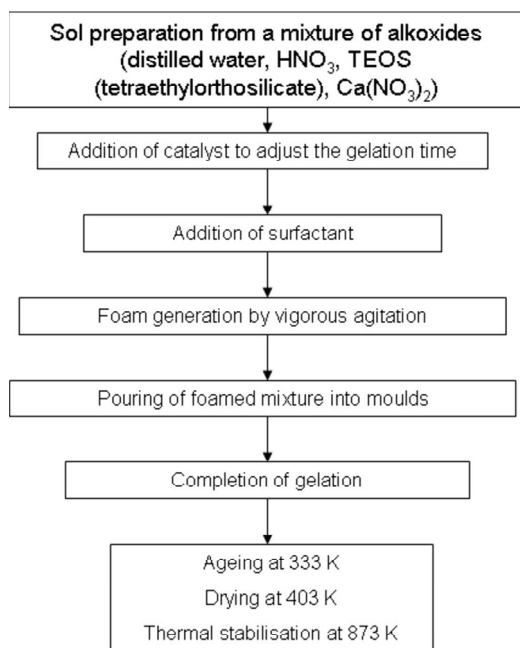 Sol preparation from a mixture of alkoxides
(distilled water, HNO₃, TEOS
(tetraethylorthosilicate), Ca(NO₃)₂)
Addition of catalyst to adjust the gelation time
Addition of surfactant
Foam generation by vigorous agitation
Pouring of foamed mixture into moulds
Completion of gelation
Ageing at 333 K
Drying at 403 K
Thermal stabilisation at 873 K